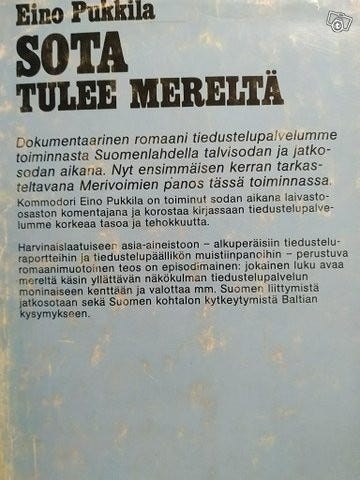 Eino Pukkila
SOTA
TULEE MERELTÄ
Dokumentaarinen romaani tiedustelupalvelumme
toiminnasta Suomenlahdella talvisodan ja jatko-
sodan aikana. Nyt ensimmäisen kerran tarkas-
teltavana Merivoimien panos tässä toiminnassa.
Kommodori Eino Pukkila on toiminut sodan aikana laivasto-
osaston komentajana ja korostaa kirjassaan tiedustelupalve-
lumme korkeaa tasoa ja tehokkuutta.
Harvinaislaatuiseen asia-aineistoon – alkuperäisiin tiedustelu-
raportteihin ja tiedustelupäällikön muistiinpanoihin – perustuva
romaanimuotoinen teos on episodimainen: jokainen luku avaa
mereltä käsin yllättävän näkökulman tiedustelupalvelun
moninaiseen kenttään ja valottaa mm. Suomen liittymistä
jatkosotaan sekä Suomen kohtalon kytkeytymistä Baltian
kysymykseen.